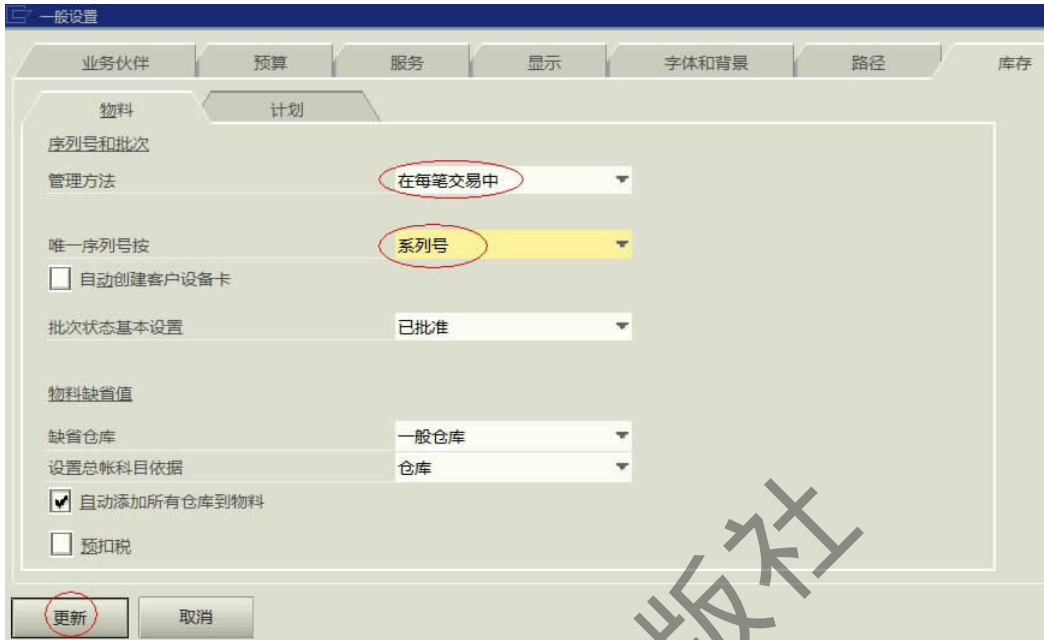 一般设置
业务伙伴 预算 服务 显示 字体和背景 路径 库存
物料 计划
序列号和批次
管理方法 在每笔交易中
唯一序列号按 系列号
自动创建客户设备卡
批次状态基本设置 已批准
物料缺省值
缺省仓库 一般仓库
设置总帐科目依据 仓库
自动添加所有仓库到物料
预扣税
更新 取消
版社